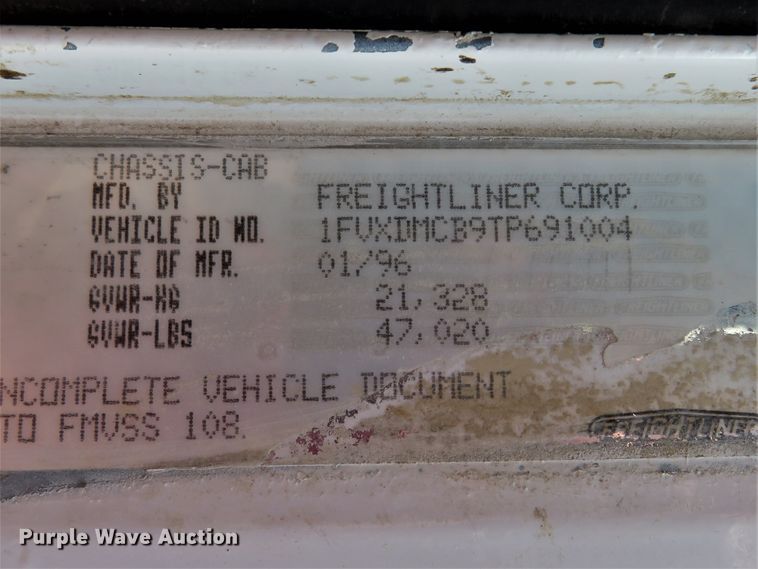 CHASSIS-CAB
MFD. BY FREIGHTLINER CORP.
VEHICLE ID NO. 1FVXDMCB9TP691004
DATE OF MFR. 01/96
GVWR-KG 21,328
GVWR-LBS 47,020
NCOMPLETE VEHICLE DOCUMENT
TO FMVSS 108.
FREIGHTLINER
Purple Wave Auction